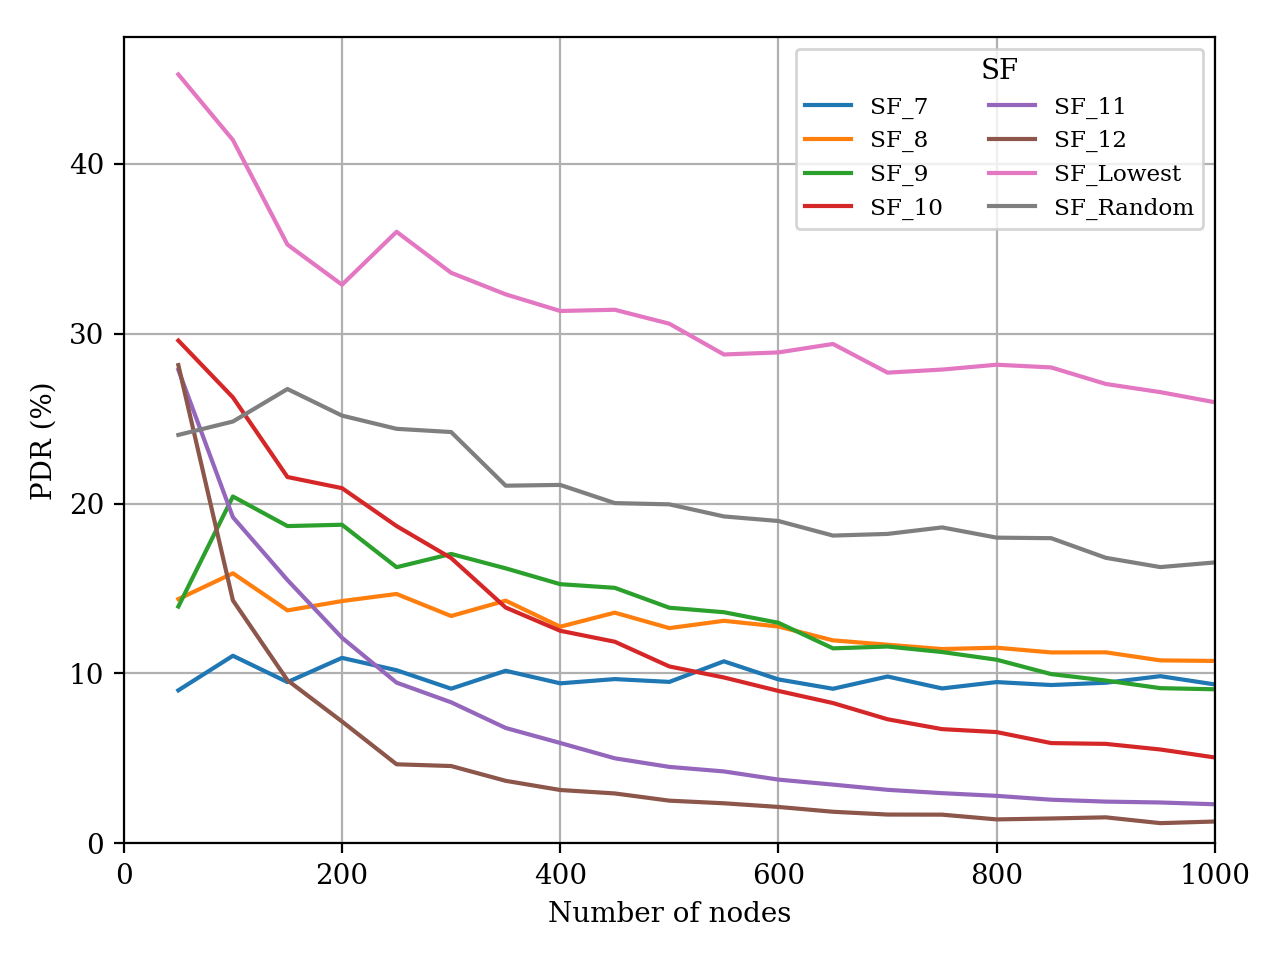 SF
SF_7 SF_11
SF_8 SF_12
SF_9 SF_Lowest
SF_10 SF_Random
PDR (%)
40
30
20
10
0
0 200 400 600 800 1000
Number of nodes